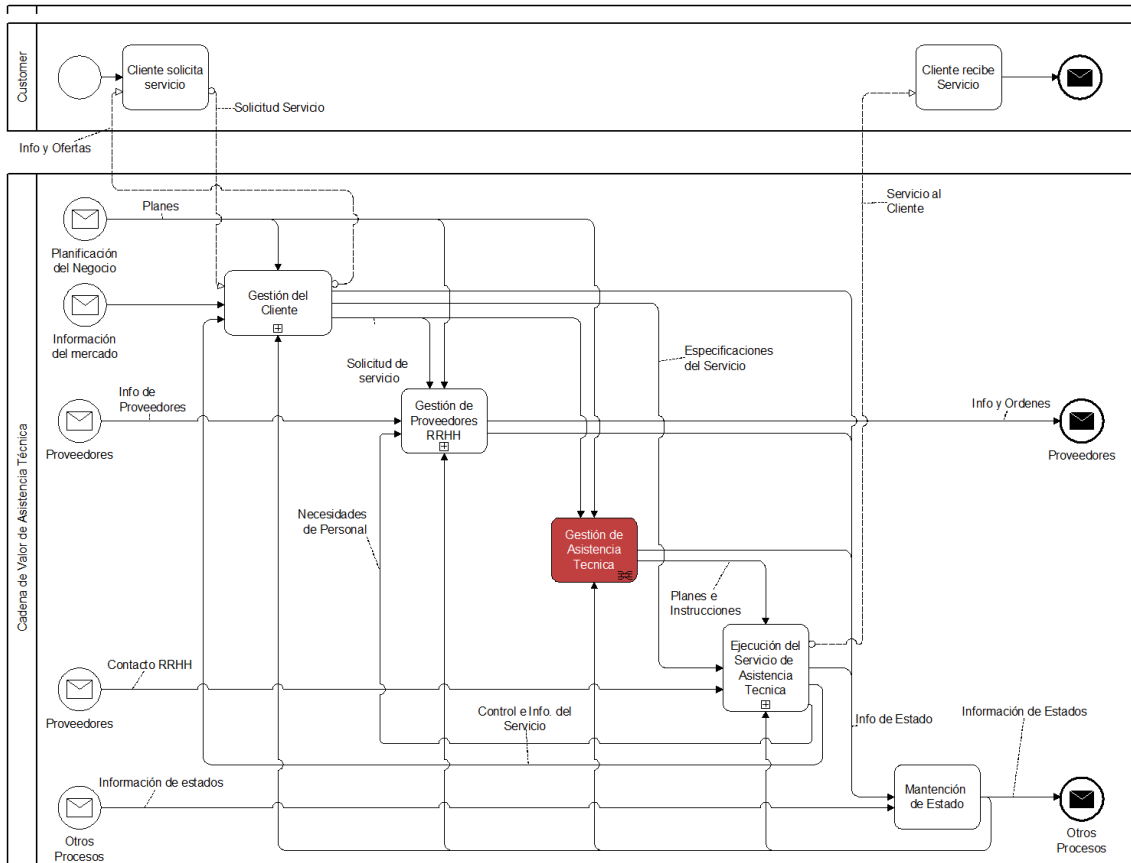 Customer
Cliente solicita
servicio
Solicitud Servicio
Cliente recibe
Servicio
Info y Ofertas
Cadena de Valor de Asistencia Técnica
Planes
Planificación
del Negocio
Servicio al
Cliente
Gestión del
Cliente
Información
del mercado
Especificaciones
del Servicio
Solicitud de
servicio
Info de
Proveedores
Gestión de
Proveedores
RRHH
Info y Ordenes
Proveedores
Proveedores
Necesidades
de Personal
Gestión de
Asistencia
Tecnica
Planes e
Instrucciones
Ejecución del
Servicio de
Asistencia
Tecnica
Contacto RRHH
Proveedores
Control e Info. del
Servicio
Info de Estado
Información de Estados
Información de estados
Mantención
de Estado
Otros
Procesos
Otros
Procesos